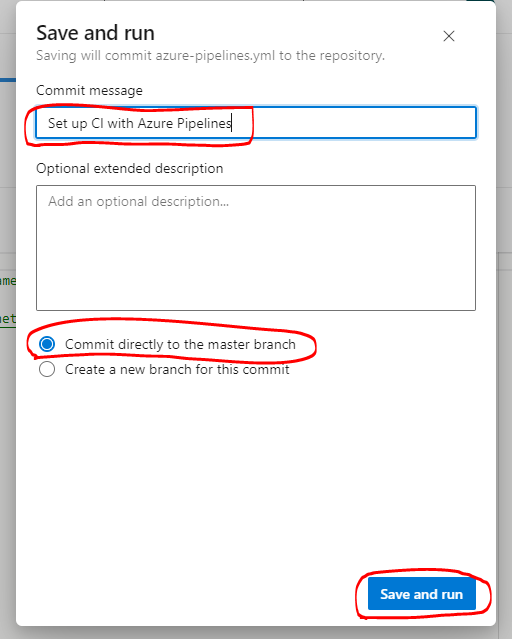 Save and run
Saving will commit azure-pipelines.yml to the repository.
Commit message
Set up CI with Azure Pipelines
Optional extended description
Add an optional description...
ame
net
Commit directly to the master branch
Create a new branch for this commit
Save and run